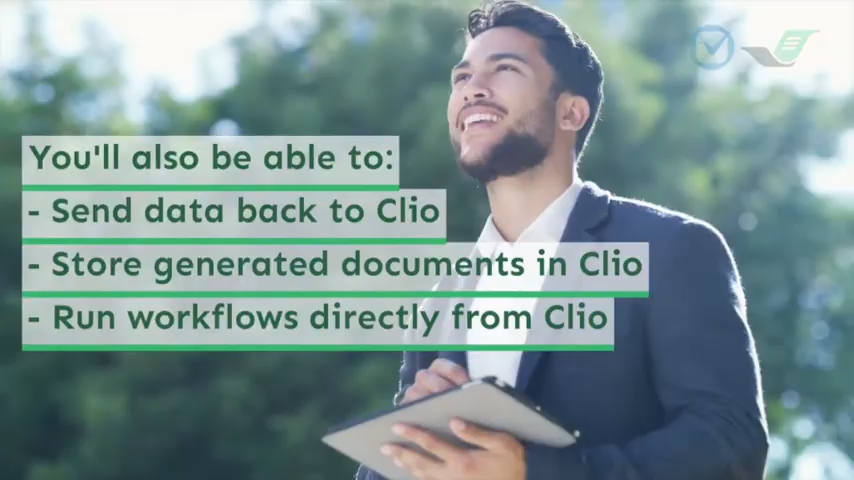 You'll also be able to:
- Send data back to Clio
- Store generated documents in Clio
- Run workflows directly from Clio